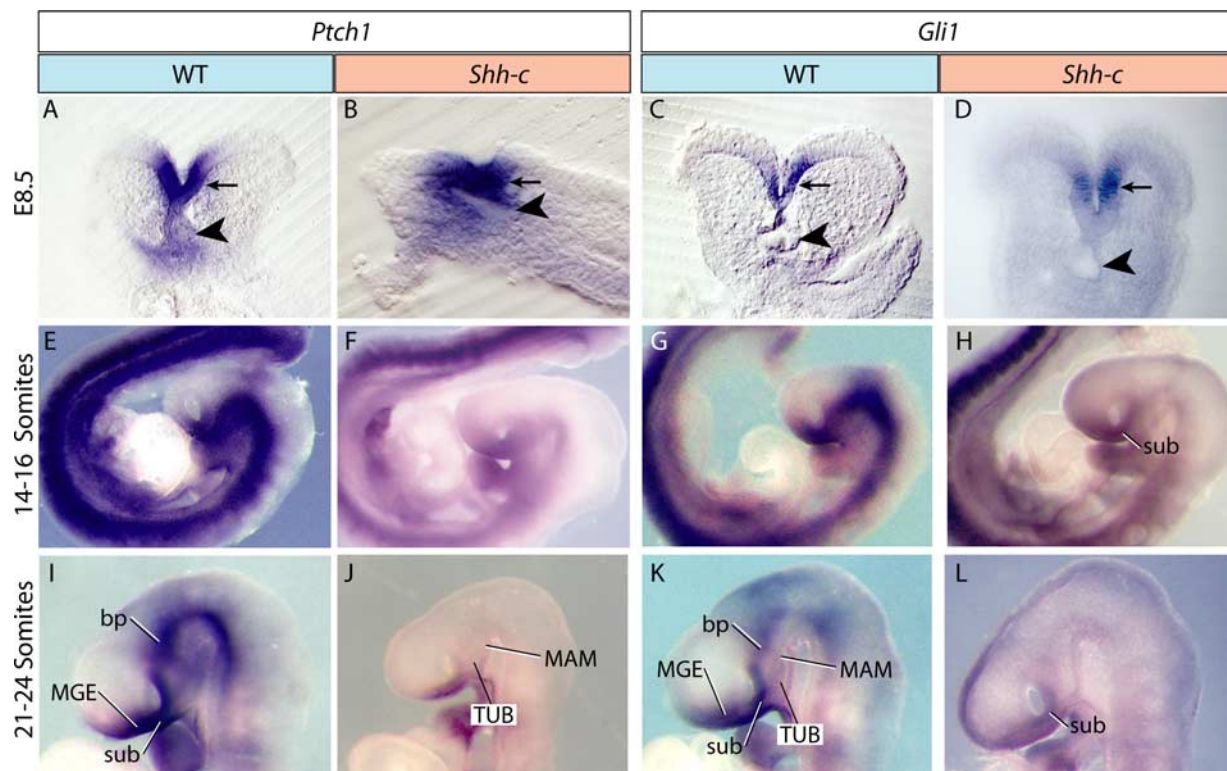 Ptch1 Gli1
WT Shh-c WT Shh-c
E8.5
A B C D
14-16 Somites
E F G H
sub
21-24 Somites
I J K L
bp bp
MAM MAM
MGE MGE
TUB TUB
sub sub sub